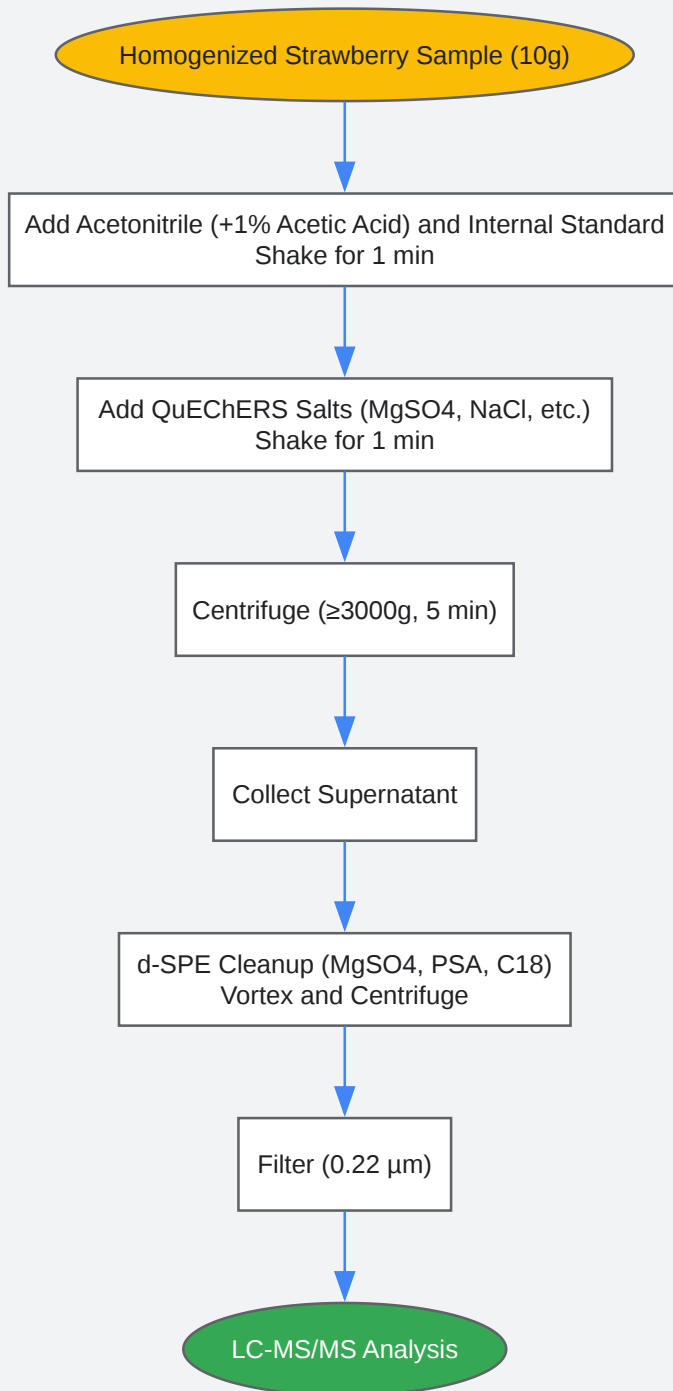 Homogenized Strawberry Sample (10g)
Add Acetonitrile (+1% Acetic Acid) and Internal Standard
Shake for 1 min
Add QuEChERS Salts (MgSO4, NaCl, etc.)
Shake for 1 min
Centrifuge (≥3000g, 5 min)
Collect Supernatant
d-SPE Cleanup (MgSO4, PSA, C18)
Vortex and Centrifuge
Filter (0.22 µm)
LC-MS/MS Analysis